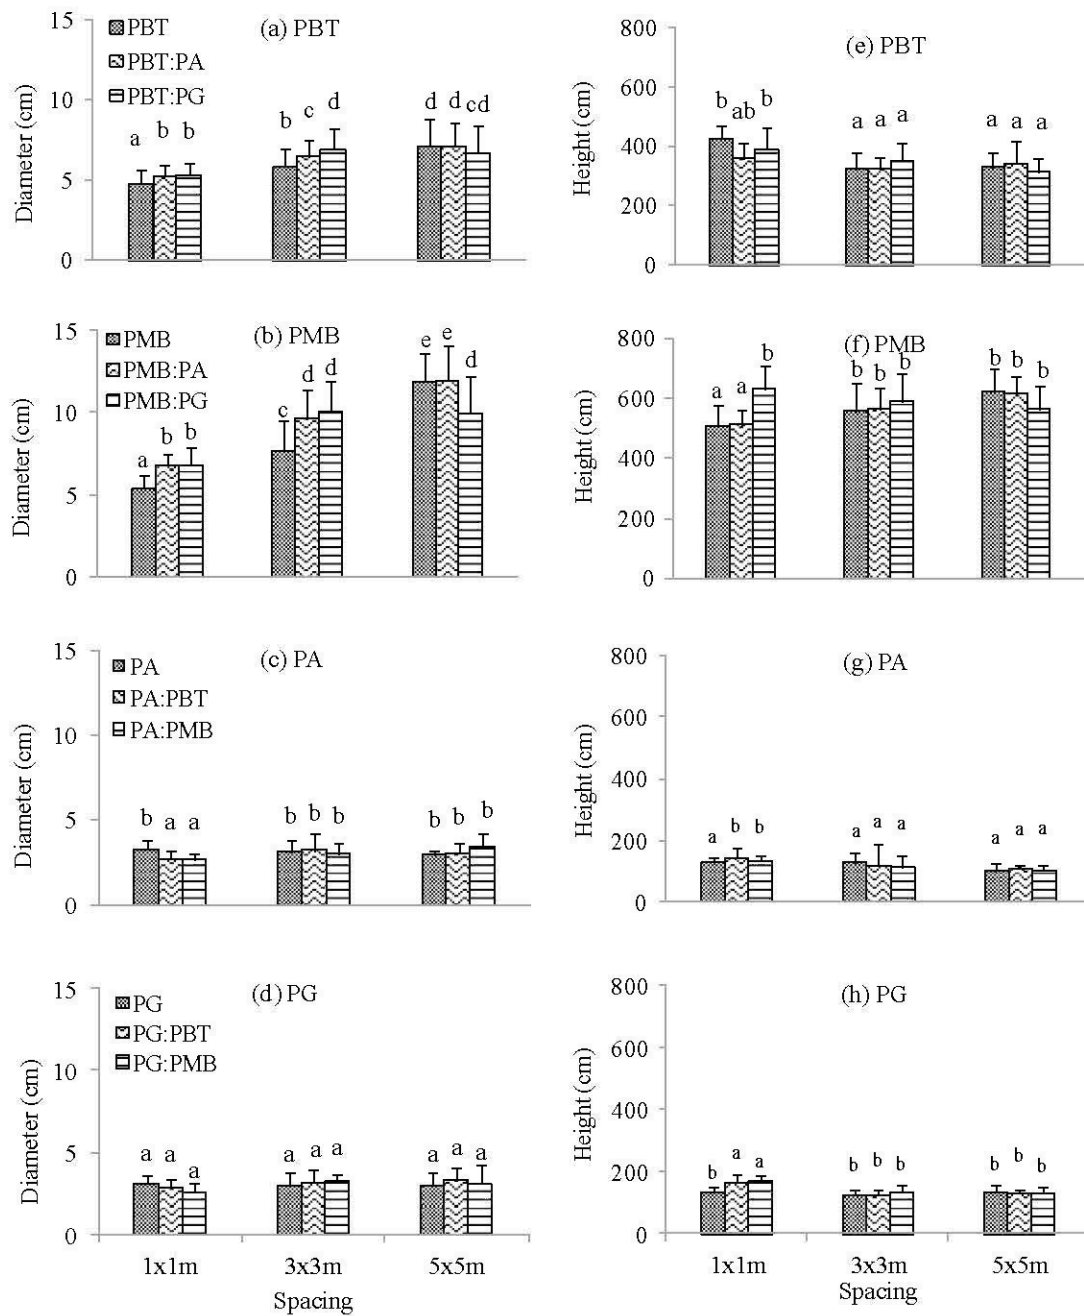 15
PBT
(a) PBT
PBT:PA
PBT:PG
10
5
0
Diameter (cm)
a b b
b c d
d d cd
800
(e) PBT
600
400
200
0
Height (cm)
b ab b
a a a
a a a
15
PMB
(b) PMB
PMB:PA
PMB:PG
10
5
0
Diameter (cm)
a b b
c d d
e e d
800
(f) PMB
600
400
200
0
Height (cm)
a a b
b b b
b b b
15
PA
(c) PA
PA:PBT
PA:PMB
10
5
0
Diameter (cm)
b a a
b b b
b b b
800
(g) PA
600
400
200
0
Height (cm)
a b b
a a a
a a a
15
PG
(d) PG
PG:PBT
PG:PMB
10
5
0
Diameter (cm)
a a a
a a a
a a a
1x1m 3x3m 5x5m
Spacing
800
(h) PG
600
400
200
0
Height (cm)
b a a
b b b
b b b
1x1m 3x3m 5x5m
Spacing